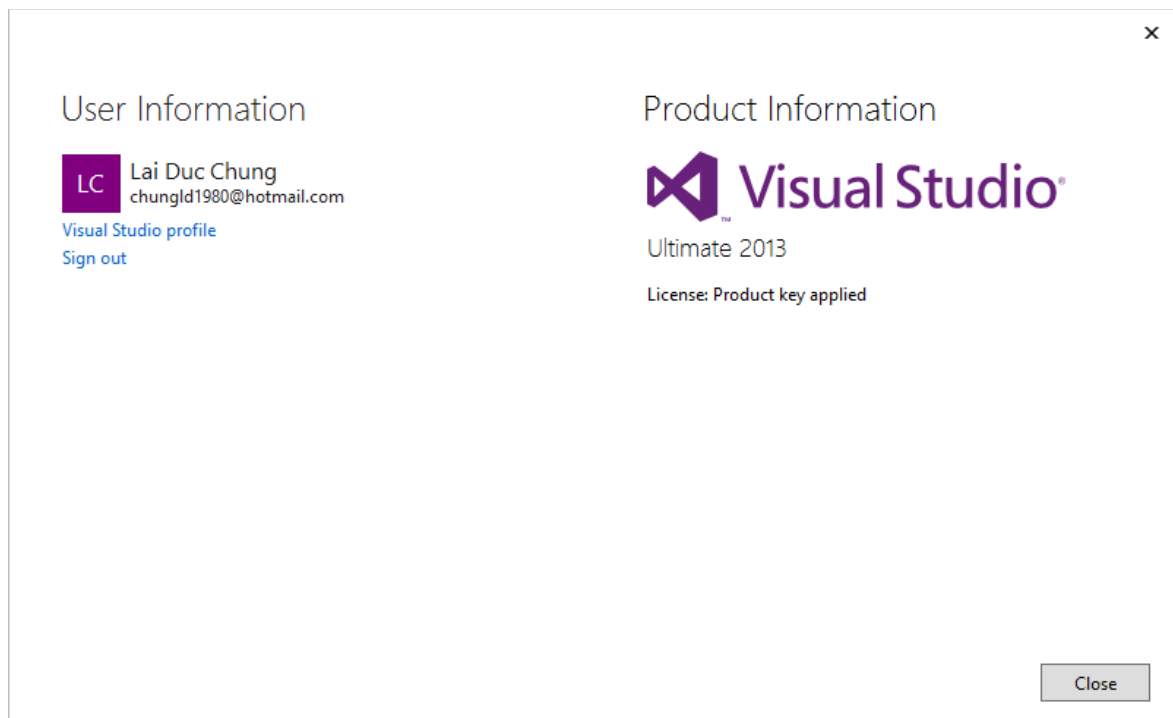 User Information
LC
Lai Duc Chung
chungld1980@hotmail.com
Visual Studio profile
Sign out
Product Information
Visual Studio®
™
Ultimate 2013
License: Product key applied
Close